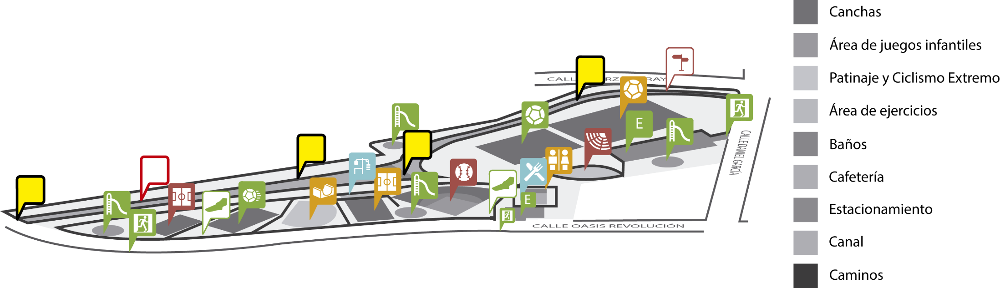 Canchas
Área de juegos infantiles
Patinaje y Ciclismo Extremo
Área de ejercicios
Baños
Cafetería
Estacionamiento
Canal
Caminos
CALLE
E
E
CALLE DANIEL GARCÍA
CALLE OASIS REVOLUCIÓN